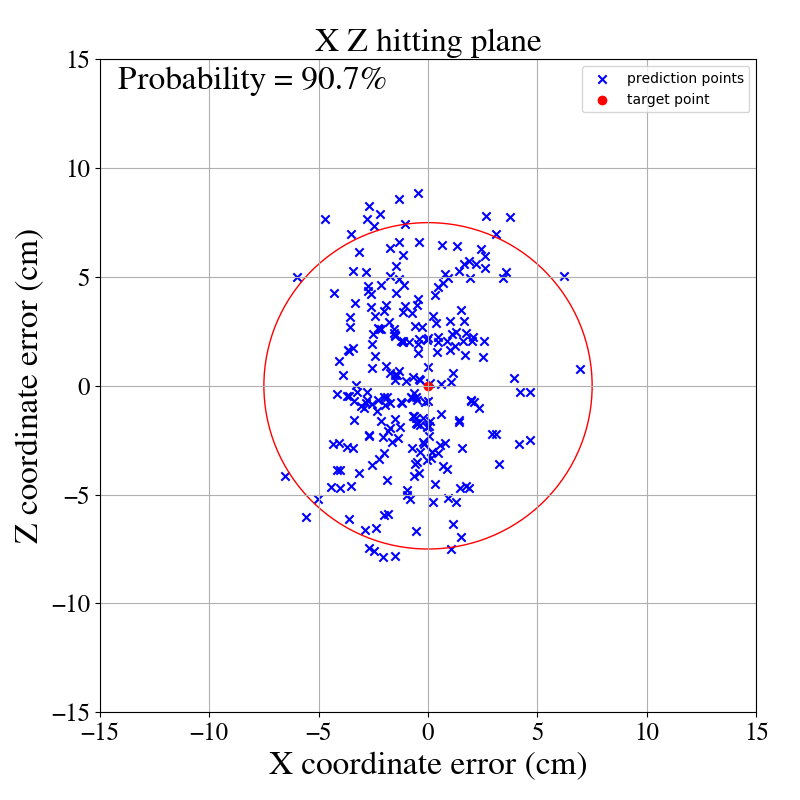 X Z hitting plane
Probability = 90.7%
prediction points
target point
Z coordinate error (cm)
15
10
5
0
−5
−10
−15
−15 −10 −5 0 5 10 15
X coordinate error (cm)